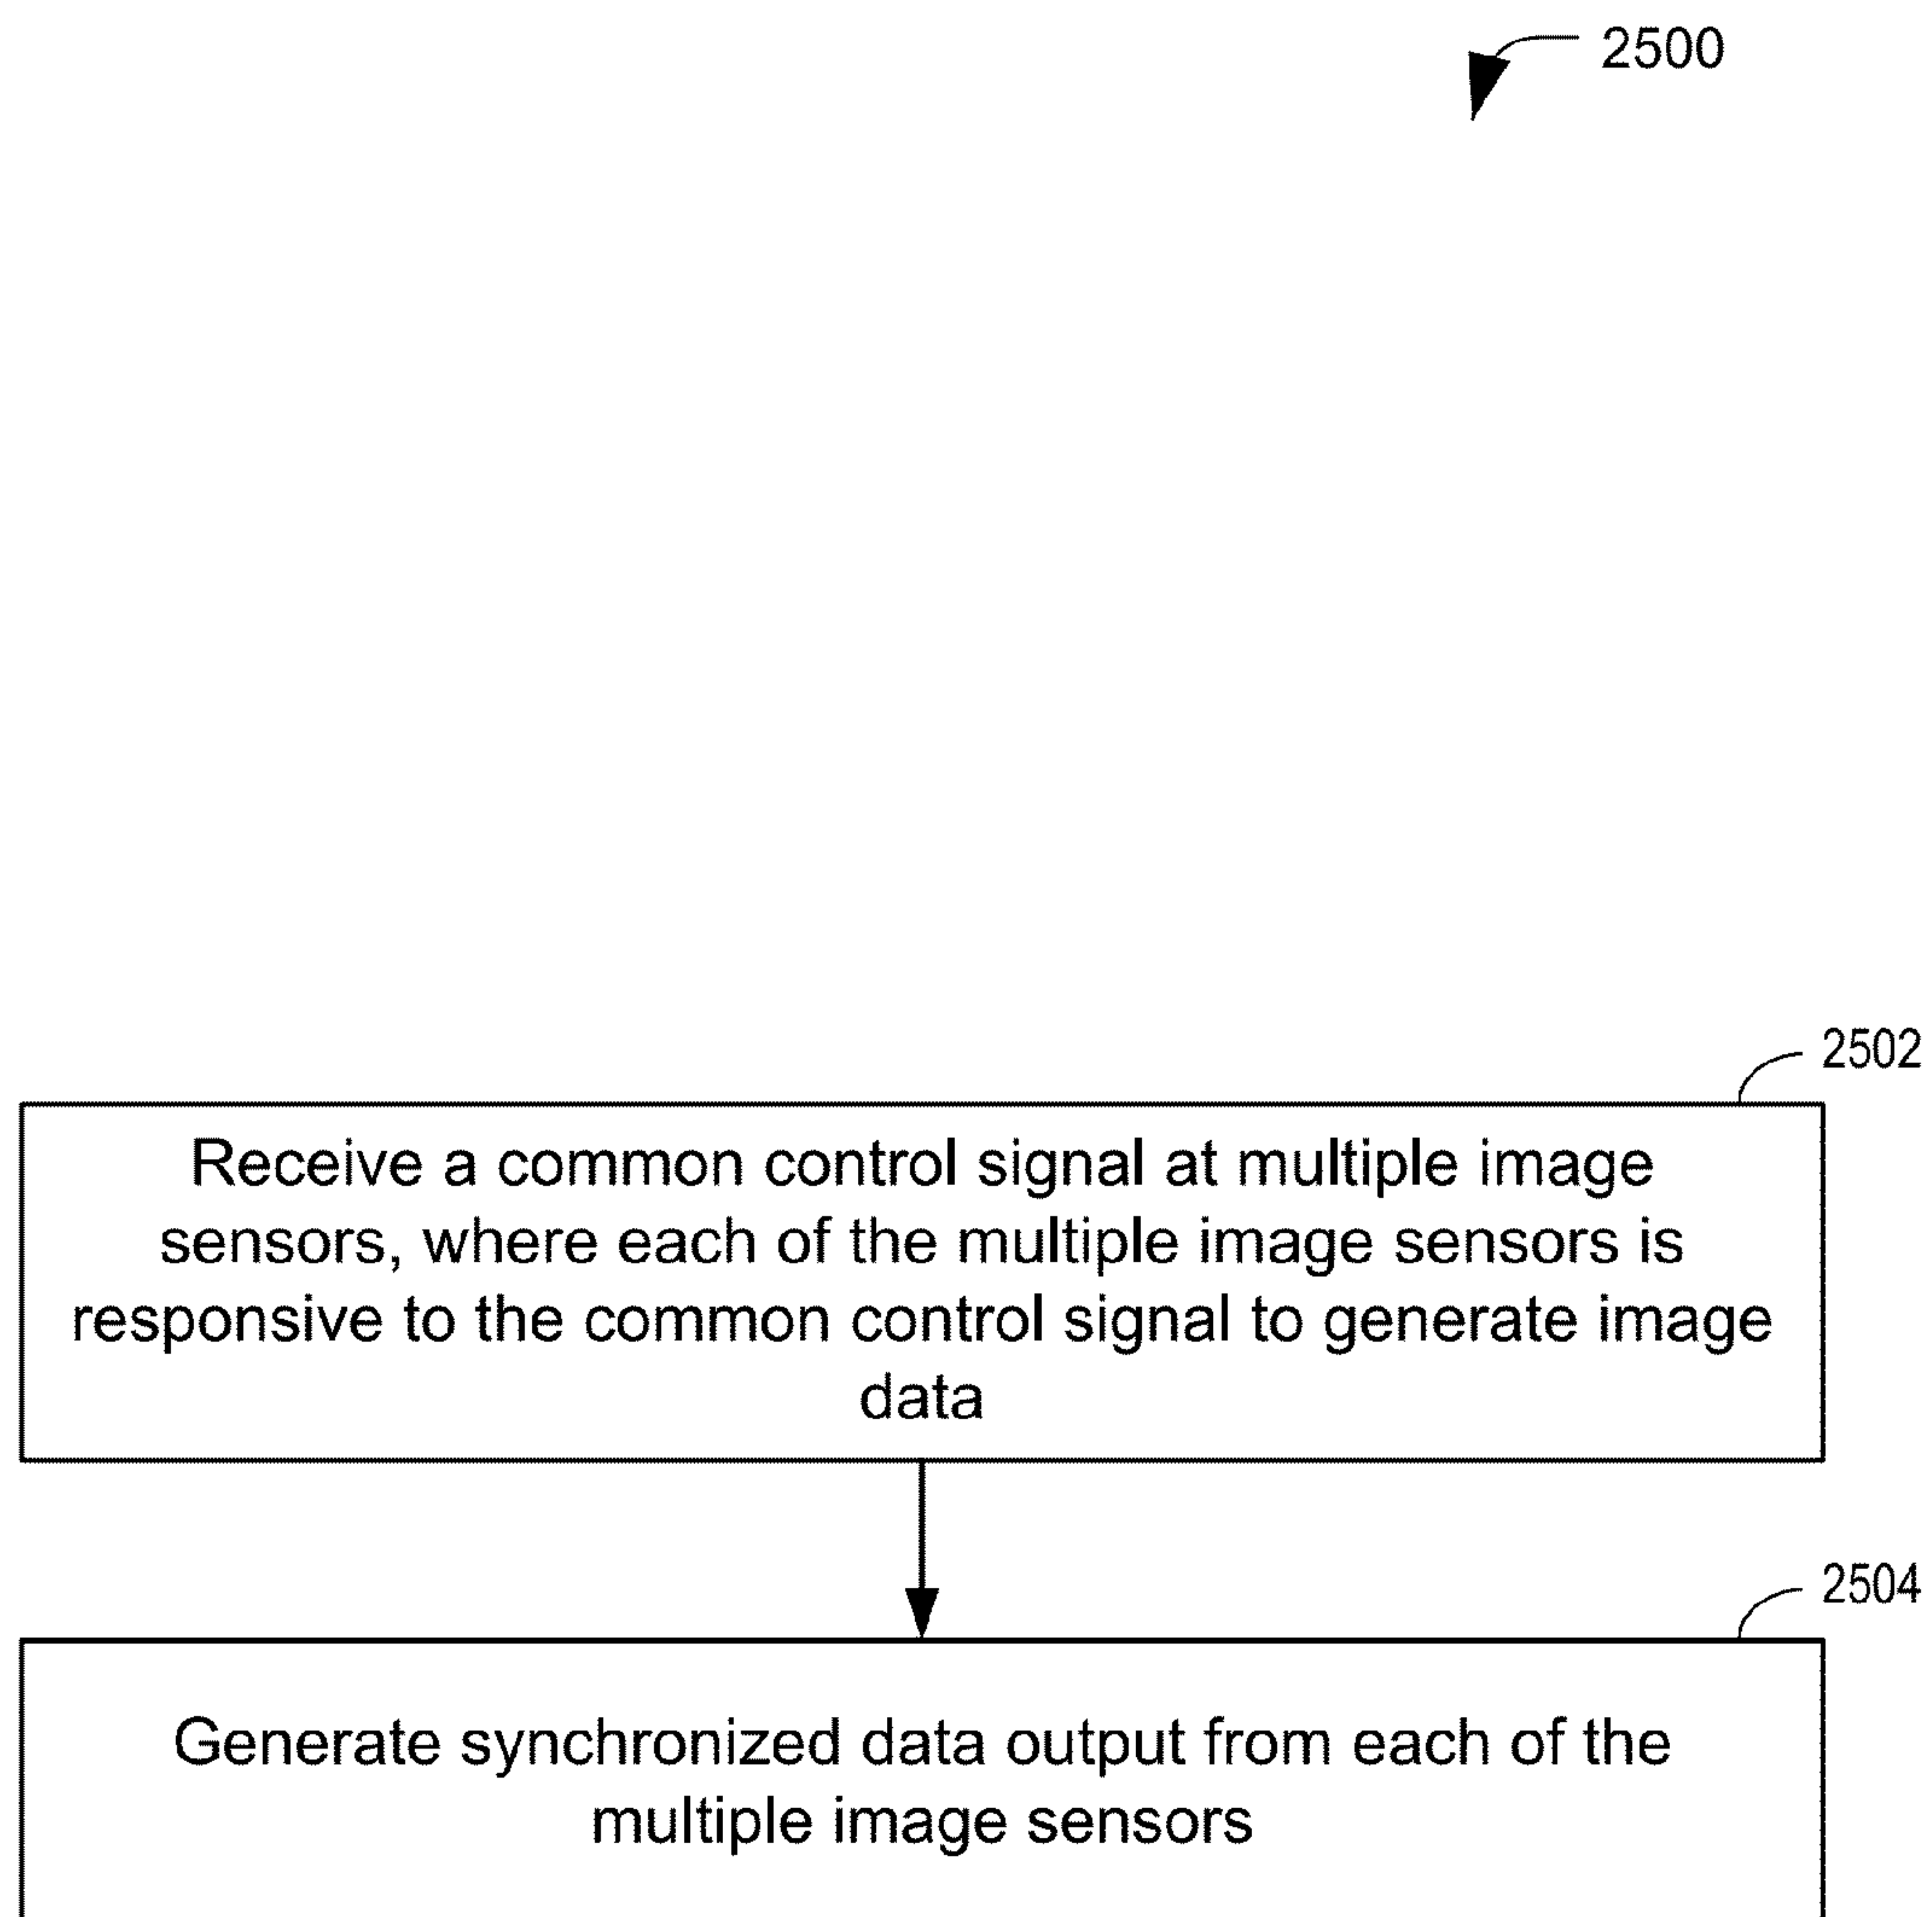 2500
2502
Receive a common control signal at multiple image
sensors, where each of the multiple image sensors is
responsive to the common control signal to generate image
data
2504
Generate synchronized data output from each of the
multiple image sensors